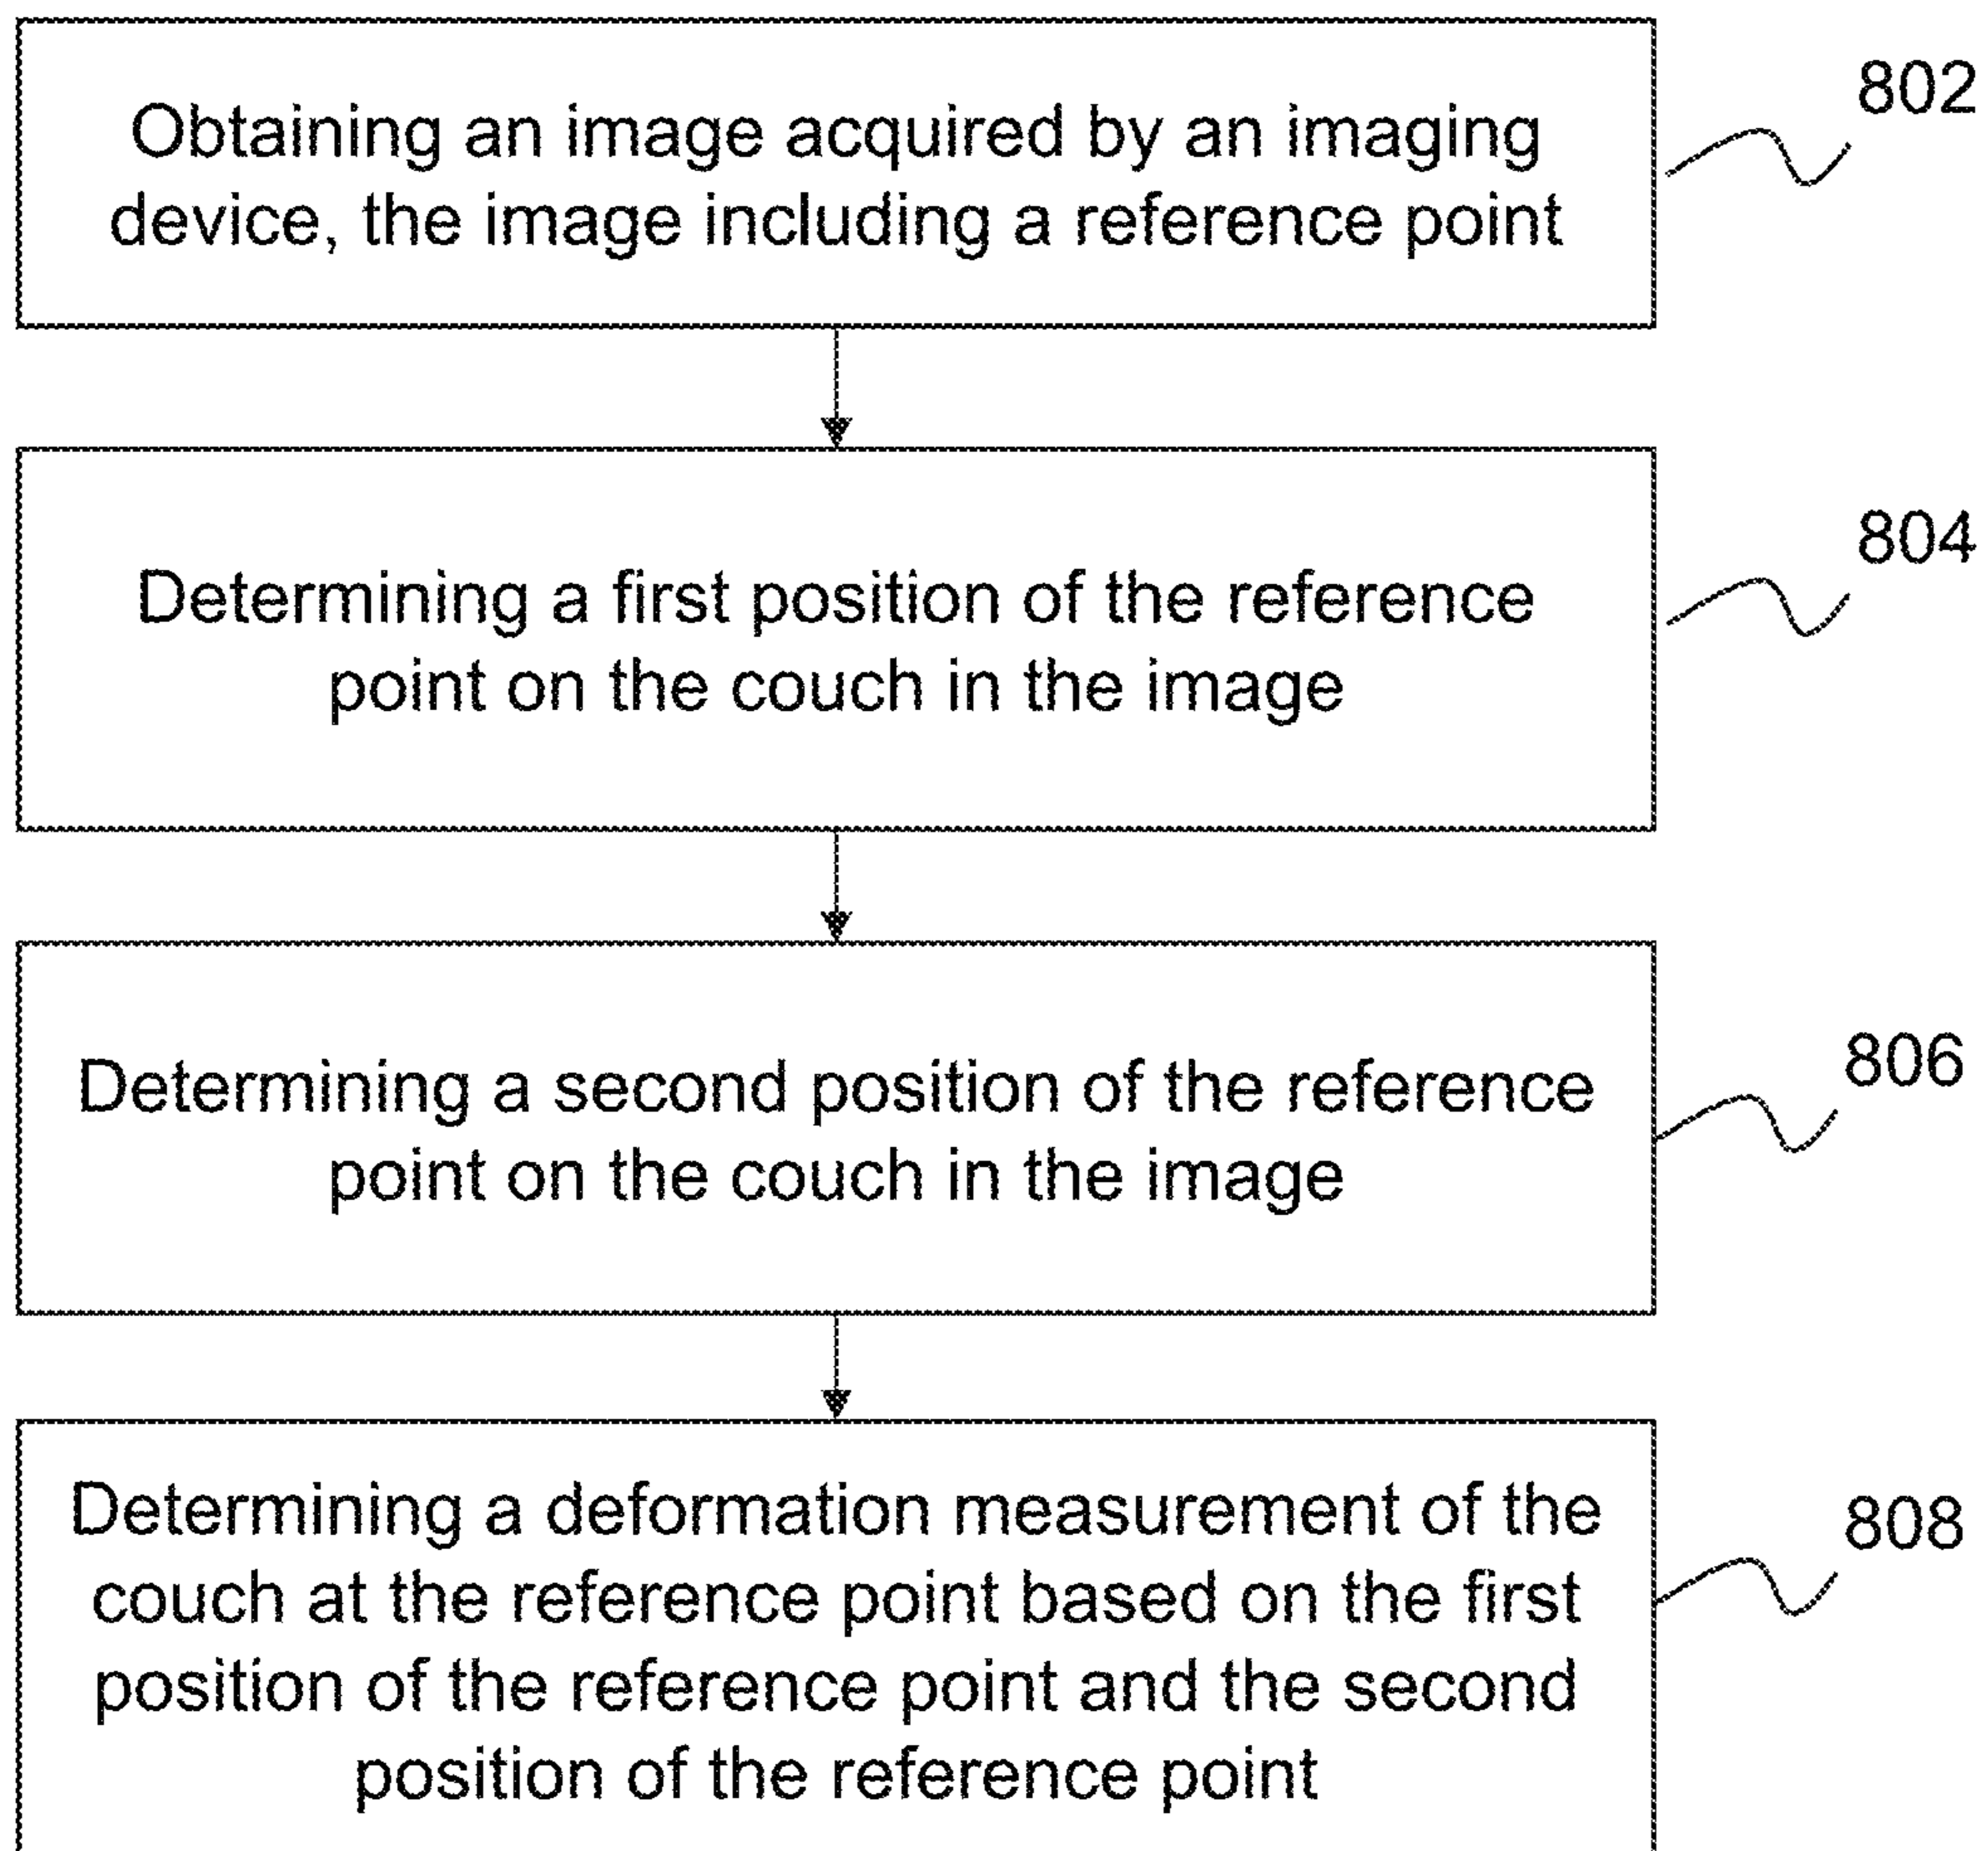 Obtaining an image acquired by an imaging
device, the image including a reference point
802
Determining a first position of the reference
point on the couch in the image
804
Determining a second position of the reference
point on the couch in the image
806
Determining a deformation measurement of the
couch at the reference point based on the first
position of the reference point and the second
position of the reference point
808